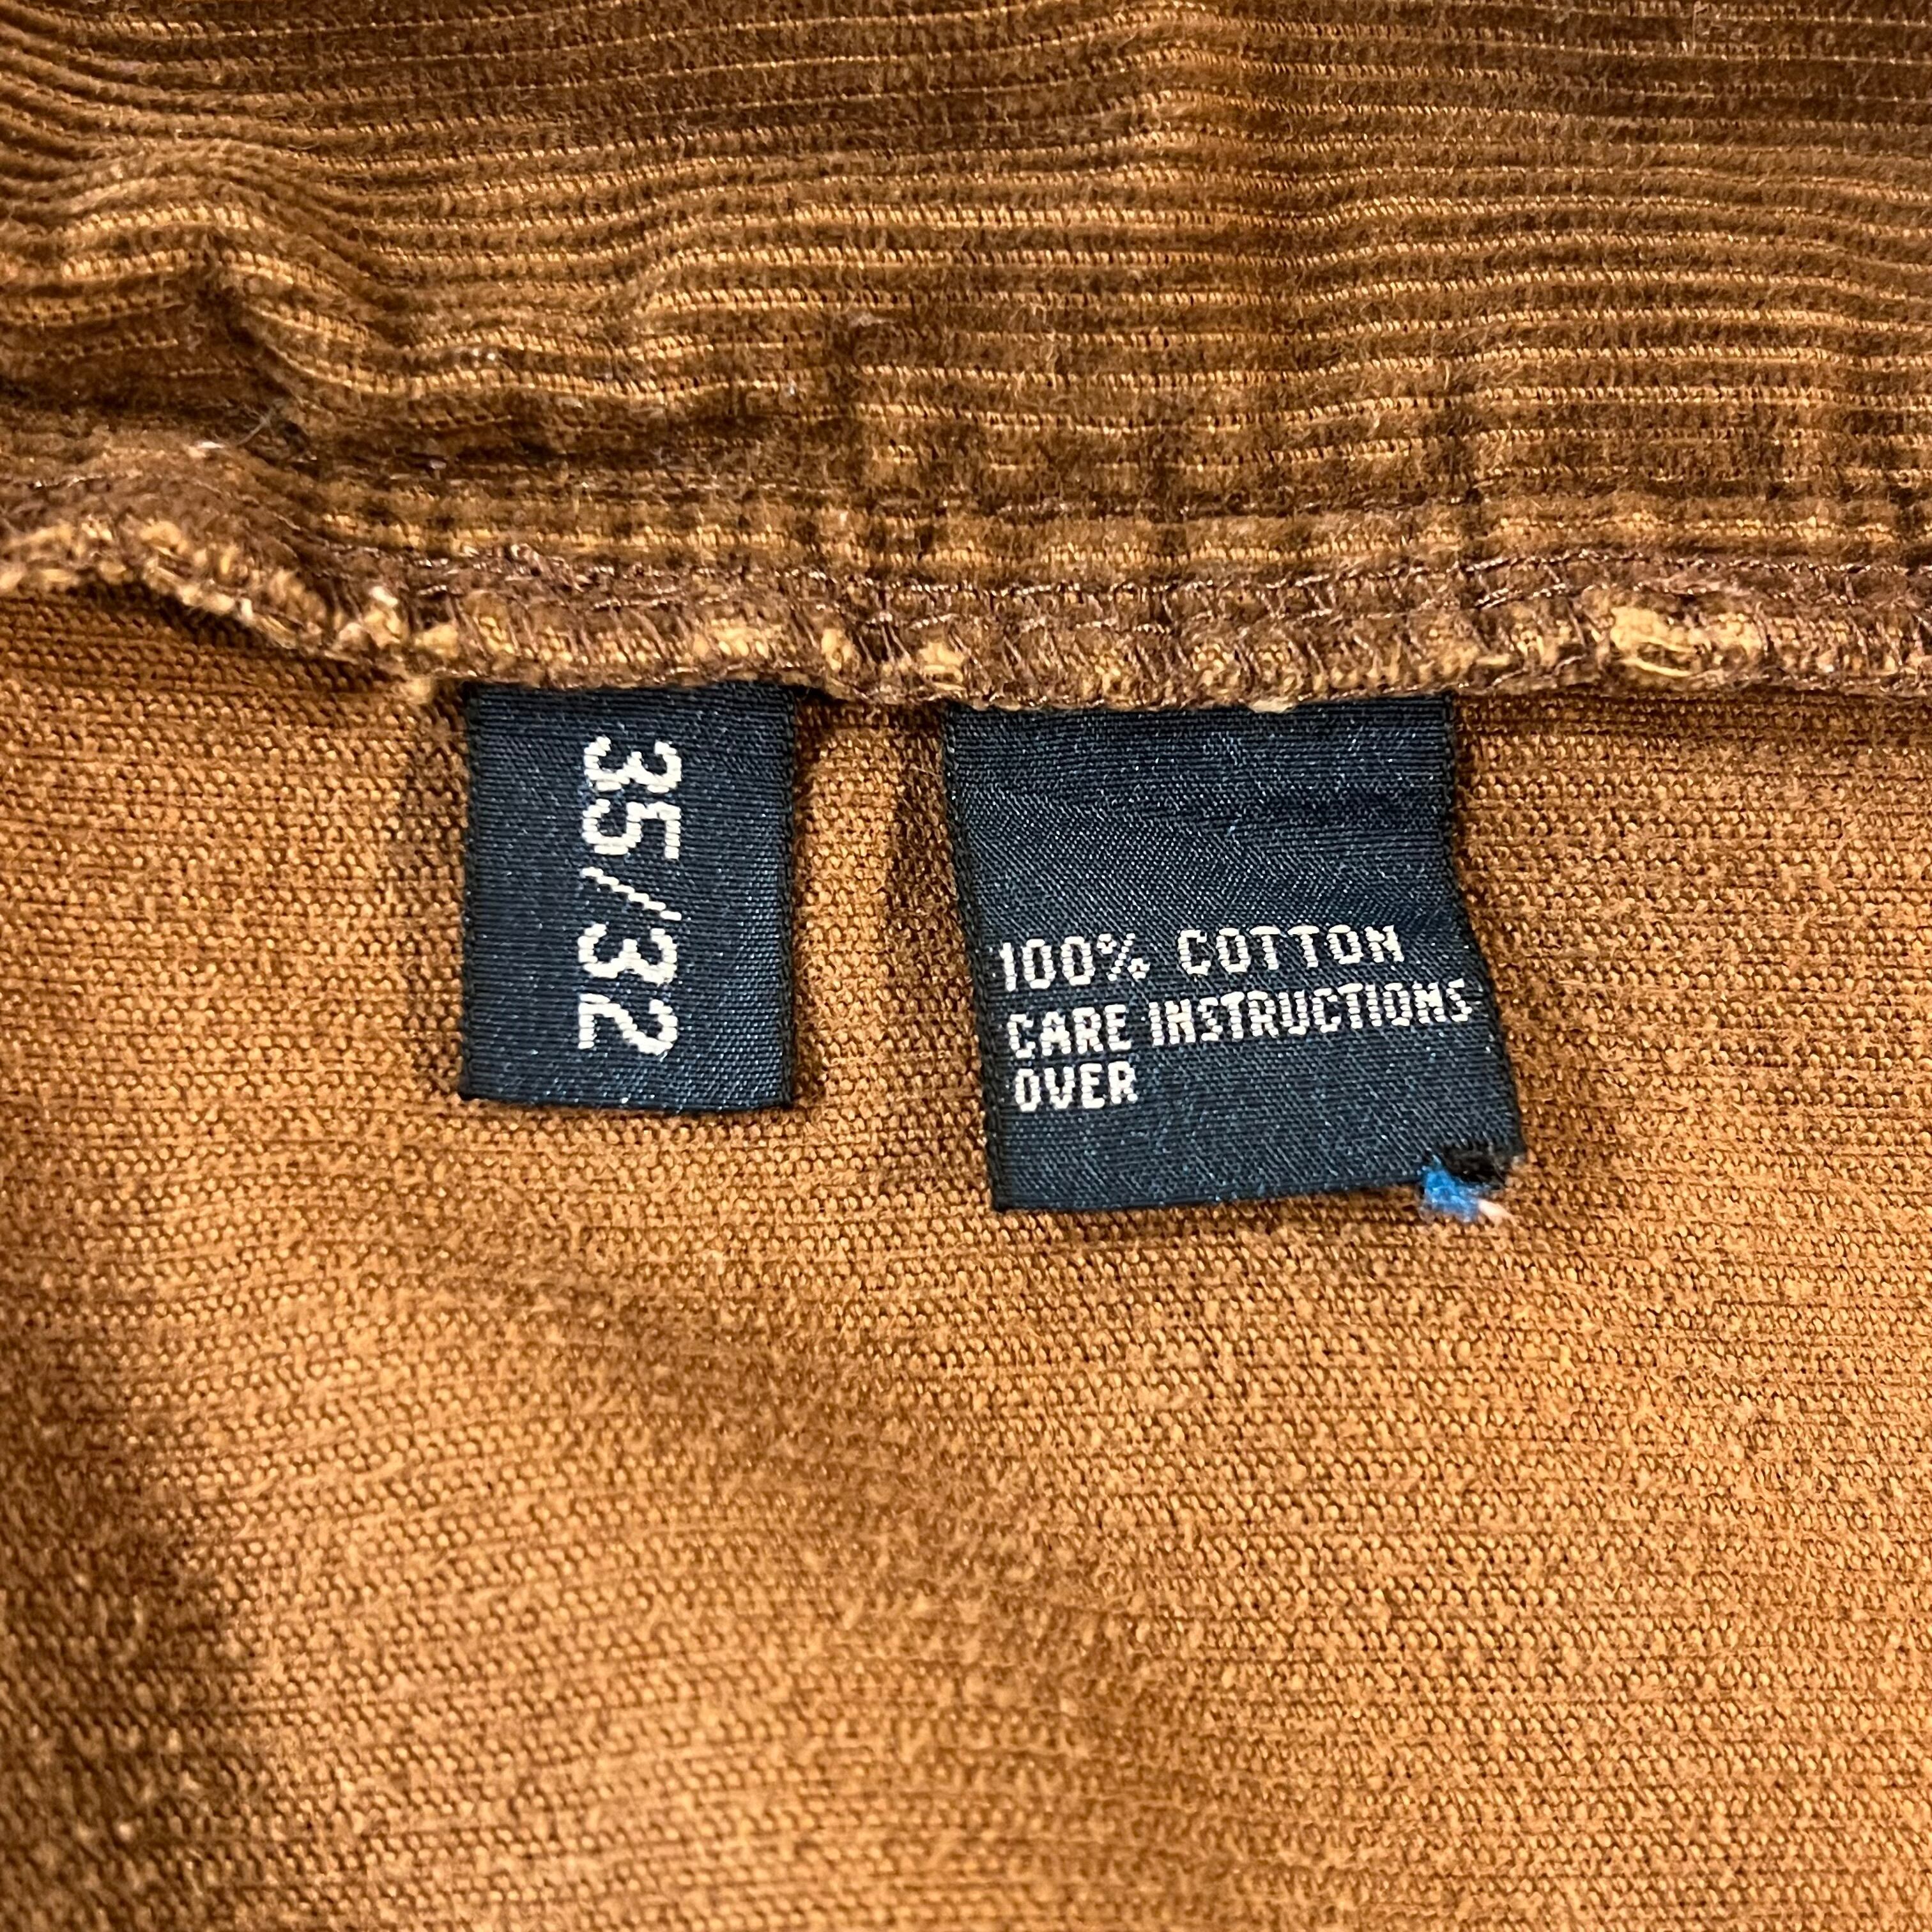 35/32
100% COTTON
CARE INSTRUCTIONS
OVER